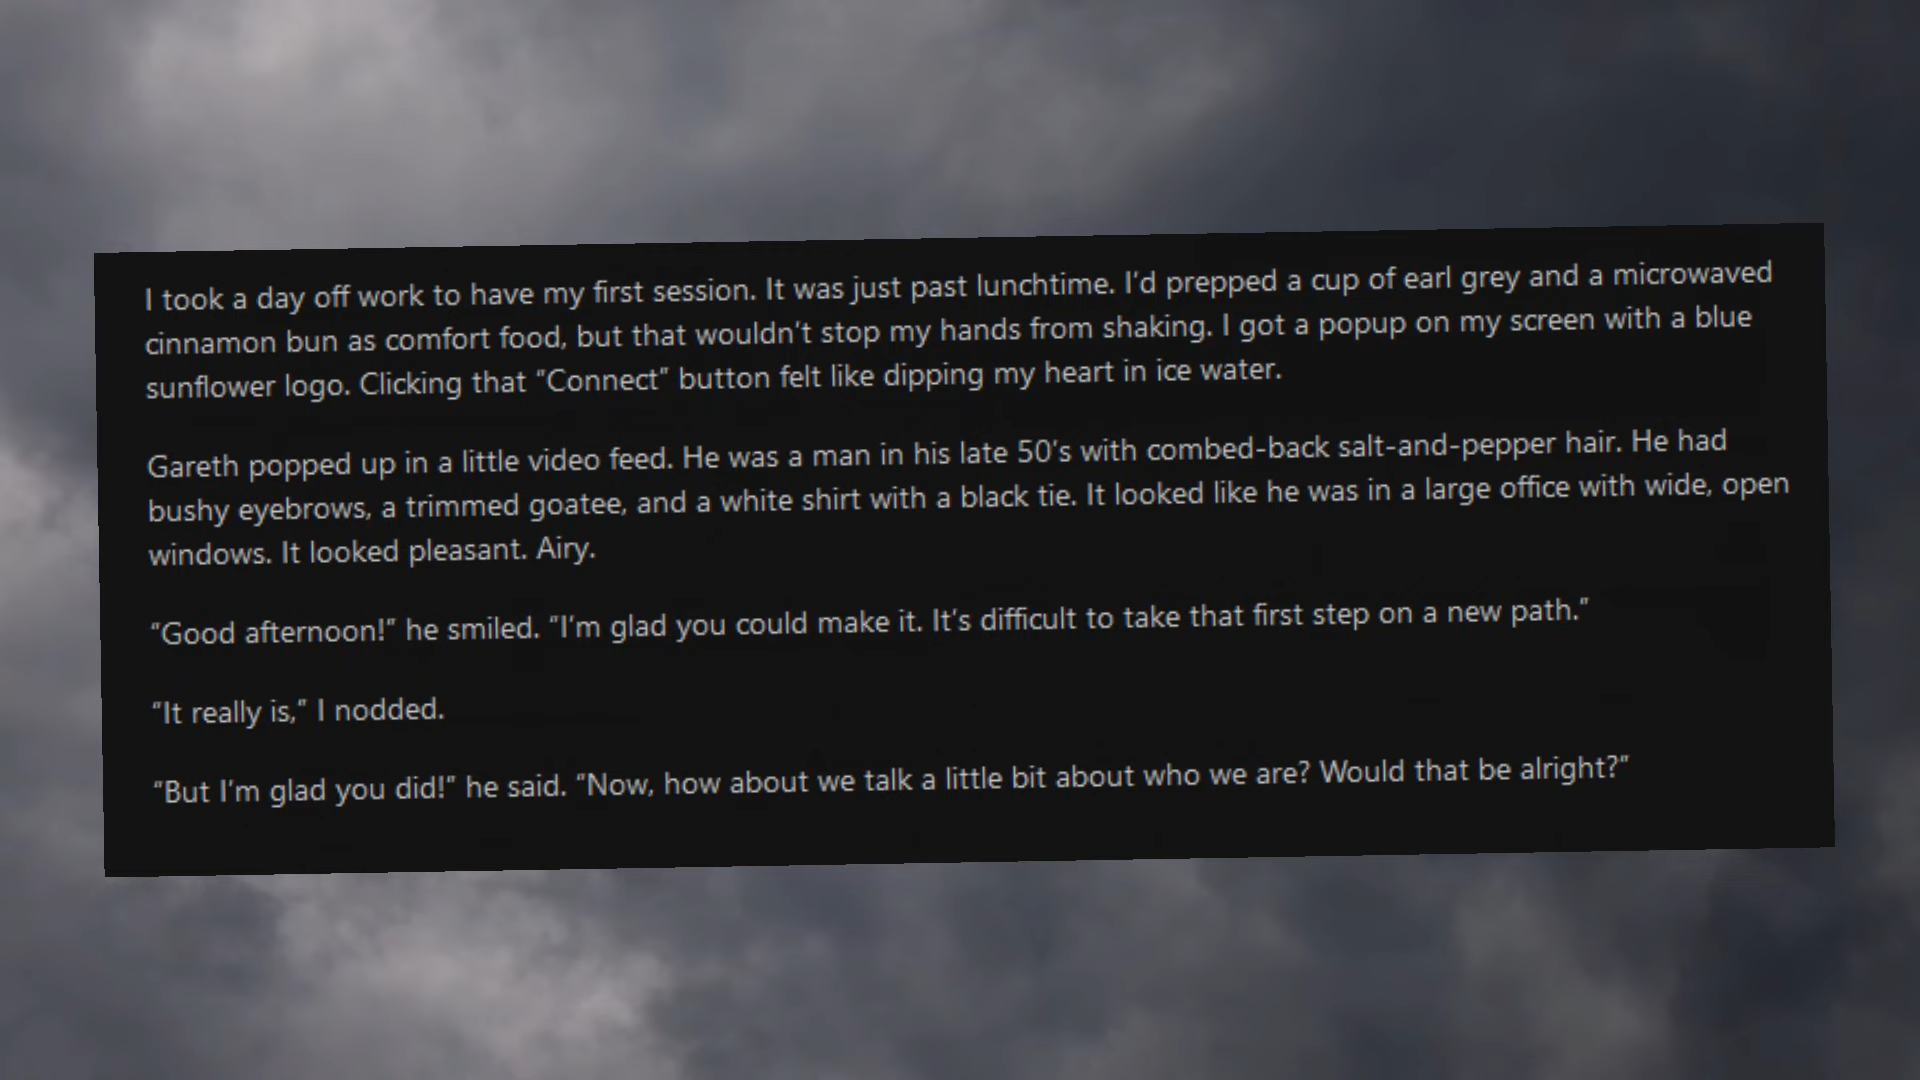 I took a day off work to have my first session. It was just past lunchtime. I’d prepped a cup of earl grey and a microwaved
cinnamon bun as comfort food, but that wouldn’t stop my hands from shaking. I got a popup on my screen with a blue
sunflower logo. Clicking that “Connect” button felt like dipping my heart in ice water.
Gareth popped up in a little video feed. He was a man in his late 50’s with combed-back salt-and-pepper hair. He had
bushy eyebrows, a trimmed goatee, and a white shirt with a black tie. It looked like he was in a large office with wide, open
windows. It looked pleasant. Airy.
“Good afternoon!” he smiled. “I’m glad you could make it. It’s difficult to take that first step on a new path.”
“It really is,” I nodded.
“But I’m glad you did!” he said. “Now, how about we talk a little bit about who we are? Would that be alright?”